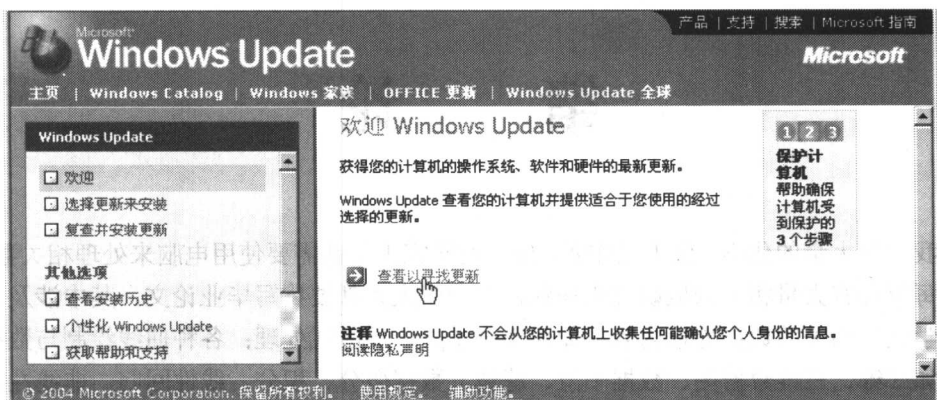 产品 | 支持 | 搜索 | Microsoft 指南
Microsoft
Windows Update
Microsoft
主页 | Windows Catalog | Windows 家族 | OFFICE 更新 | Windows Update 全球
Windows Update
欢迎
选择更新来安装
复查并安装更新
其他选项
查看安装历史
个性化 Windows Update
获取帮助和支持
欢迎 Windows Update
获得您的计算机的操作系统、软件和硬件的最新更新。
Windows Update 查看您的计算机并提供适合于您使用的经过
选择的更新。
查看以寻找更新
注释 Windows Update 不会从您的计算机上收集任何能确认您个人身份的信息。
阅读隐私声明
1 2 3
保护计
算机
帮助确保
计算机受
到保护的
3 个步骤
© 2004 Microsoft Corporation. 保留所有权利。 使用规定。 辅助功能。